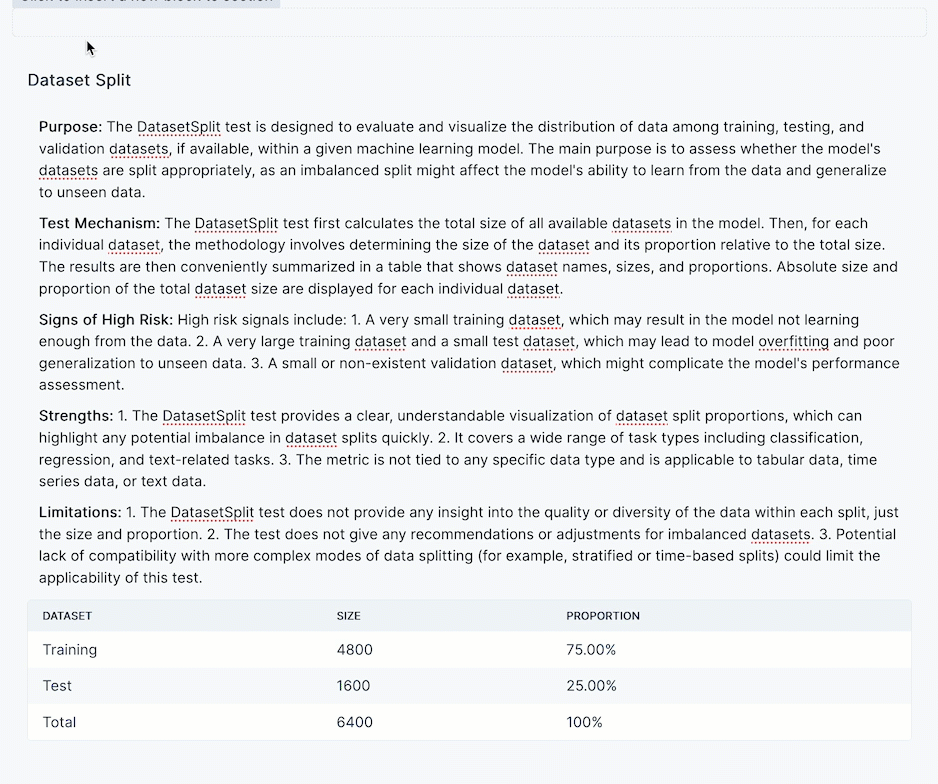 Dataset Split
Purpose: The DatasetSplit test is designed to evaluate and visualize the distribution of data among training, testing, and
validation datasets, if available, within a given machine learning model. The main purpose is to assess whether the model's
datasets are split appropriately, as an imbalanced split might affect the model's ability to learn from the data and generalize
to unseen data.
Test Mechanism: The DatasetSplit test first calculates the total size of all available datasets in the model. Then, for each
individual dataset, the methodology involves determining the size of the dataset and its proportion relative to the total size.
The results are then conveniently summarized in a table that shows dataset names, sizes, and proportions. Absolute size and
proportion of the total dataset size are displayed for each individual dataset.
Signs of High Risk: High risk signals include: 1. A very small training dataset, which may result in the model not learning
enough from the data. 2. A very large training dataset and a small test dataset, which may lead to model overfitting and poor
generalization to unseen data. 3. A small or non-existent validation dataset, which might complicate the model's performance
assessment.
Strengths: 1. The DatasetSplit test provides a clear, understandable visualization of dataset split proportions, which can
highlight any potential imbalance in dataset splits quickly. 2. It covers a wide range of task types including classification,
regression, and text-related tasks. 3. The metric is not tied to any specific data type and is applicable to tabular data, time
series data, or text data.
Limitations: 1. The DatasetSplit test does not provide any insight into the quality or diversity of the data within each split, just
the size and proportion. 2. The test does not give any recommendations or adjustments for imbalanced datasets. 3. Potential
lack of compatibility with more complex modes of data splitting (for example, stratified or time-based splits) could limit the
applicability of this test.
DATASET SIZE PROPORTION
Training 4800 75.00%
Test 1600 25.00%
Total 6400 100%